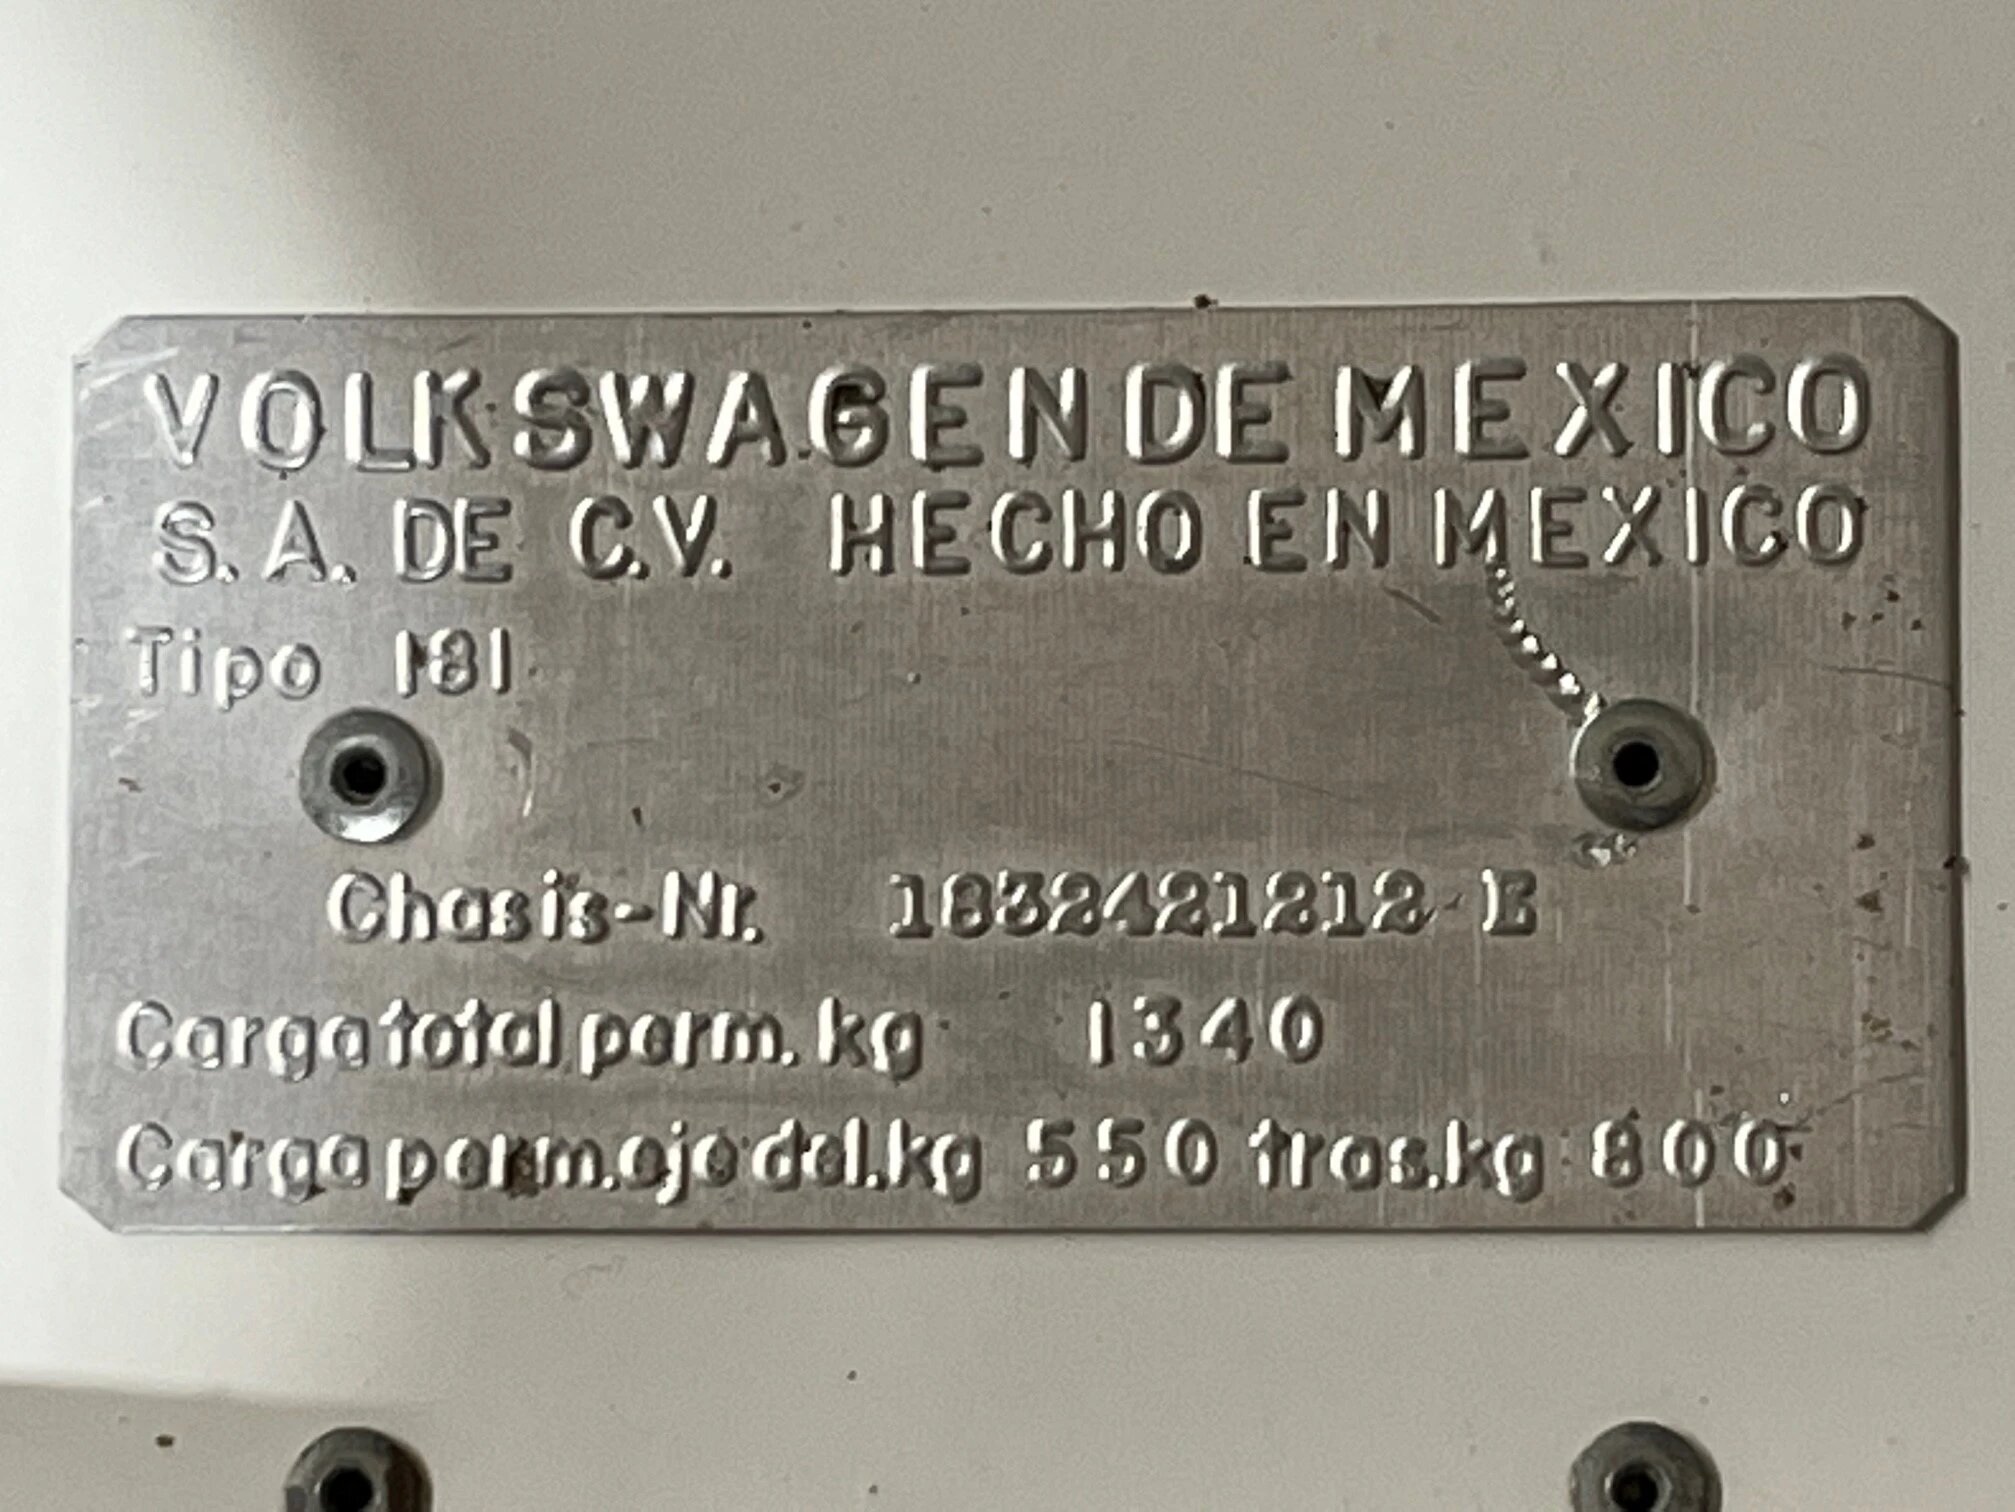 VOLKSWAGEN DE MEXICO
S. A. DE C.V. HECHO EN MEXICO
Tipo 181
Chasis-Nr. 1832421212-E
Carga total perm. kg 1340
Carga perm. eje del. kg 550 tras. kg 800